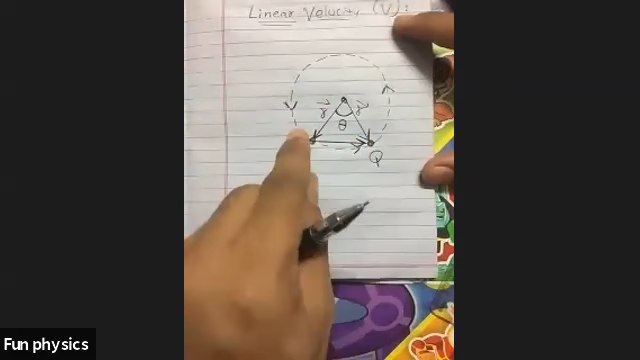 Linear Velocity (V):
r⃗ r⃗
θ
Q
Fun physics